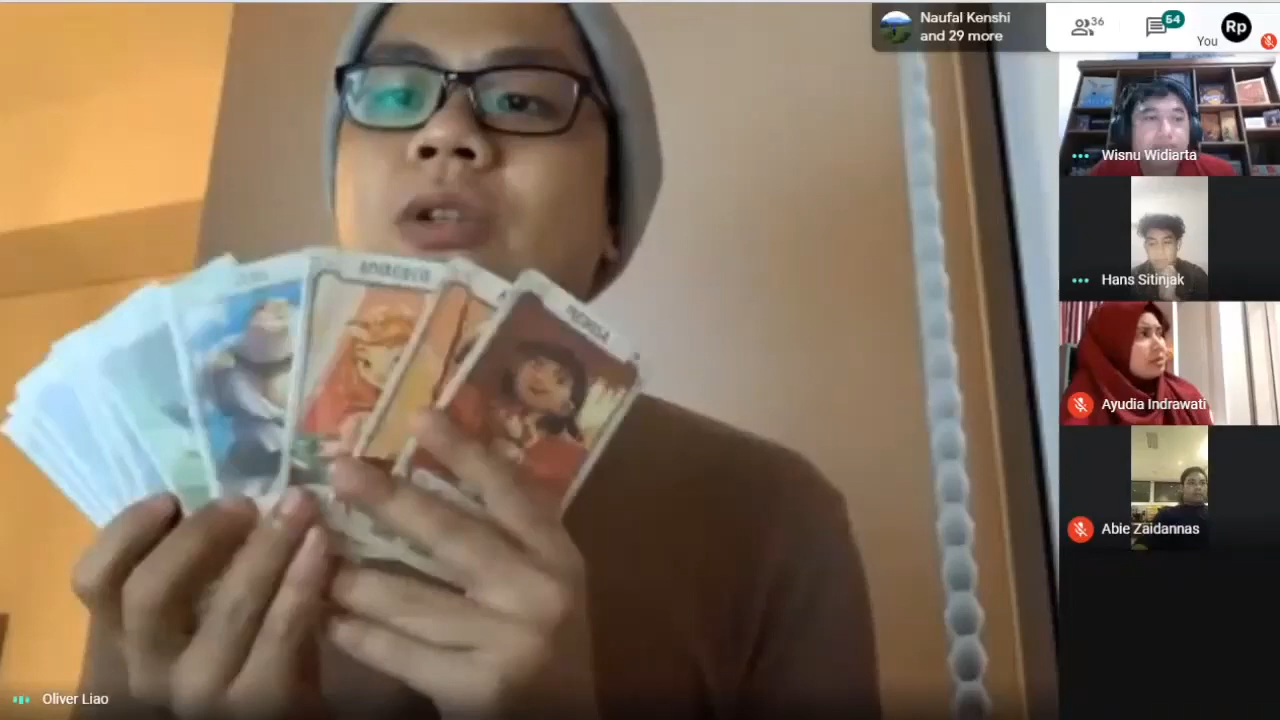 Naufal Kenshi
and 29 more
36
54
You
Rp
Wisnu Widiarta
Hans Sitinjak
Ayudia Indrawati
Abie Zaidannas
Oliver Liao